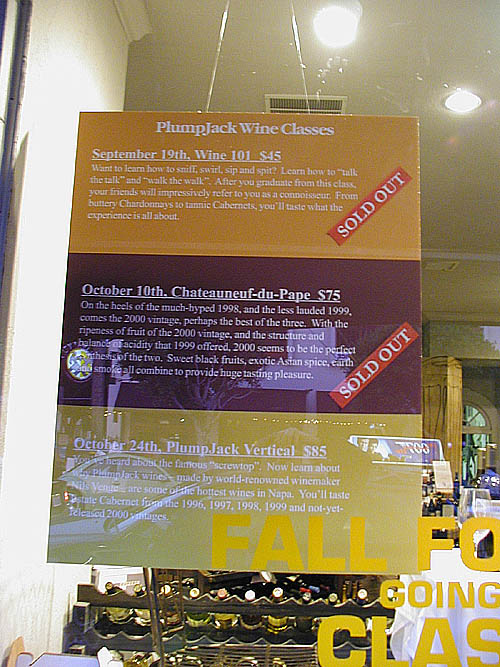 PlumpJack Wine Classes
September 19th, Wine 101 $45
Want to learn how to sniff, swirl, sip and spit? Learn how to "talk
the talk" and "walk the walk". After you graduate from this class,
your friends will impressively refer to you as a connoisseur. From
buttery Chardonnays to tannic Cabernets, you'll taste what the
experience is all about.
SOLD OUT
October 10th, Chateauneuf-du-Pape $75
On the heels of the much-hyped 1998, and the less lauded 1999,
comes the 2000 vintage, perhaps the best of the three. With the
ripeness of fruit of the 2000 vintage, and the structure and
balance of acidity that 1999 offered, 2000 seems to be the perfect
synthesis of the two. Sweet black fruits, exotic Asian spice, earth
and smoke all combine to provide huge tasting pleasure.
SOLD OUT
October 24th, PlumpJack Vertical $85
You've heard about the famous "screwtop". Now learn about
why PlumpJack wines - made by world-renowned winemaker
Nils Venge - are some of the hottest wines in Napa. You'll taste
Estate Cabernet from the 1996, 1997, 1998, 1999 and not-yet-
released 2000 vintages.
FALL FO
GOING
CLAS